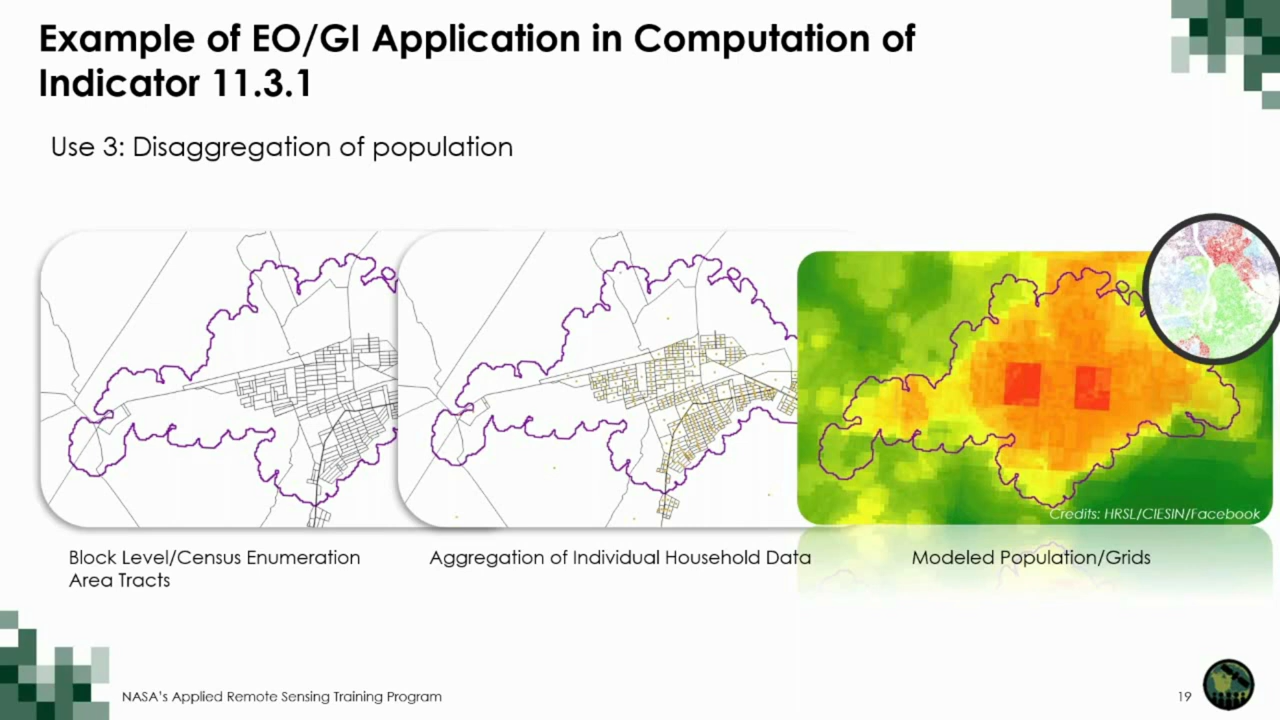 Example of EO/GI Application in Computation of
Indicator 11.3.1
Use 3: Disaggregation of population
Credits: HRSL/CIESIN/Facebook
Block Level/Census Enumeration
Area Tracts
Aggregation of Individual Household Data
Modeled Population/Grids
NASA's Applied Remote Sensing Training Program
19